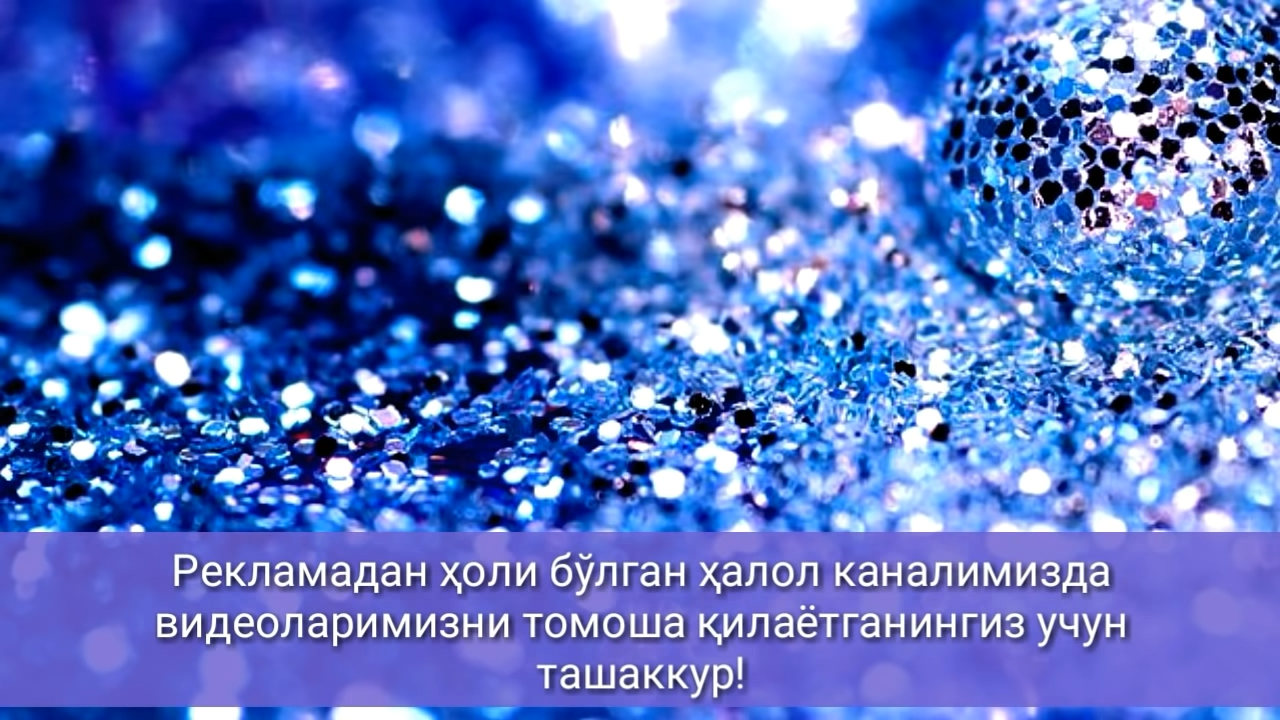 Рекламадан ҳоли бўлган ҳалол каналимизда
видеоларимизни томоша қилаётганингиз учун
ташаккур!